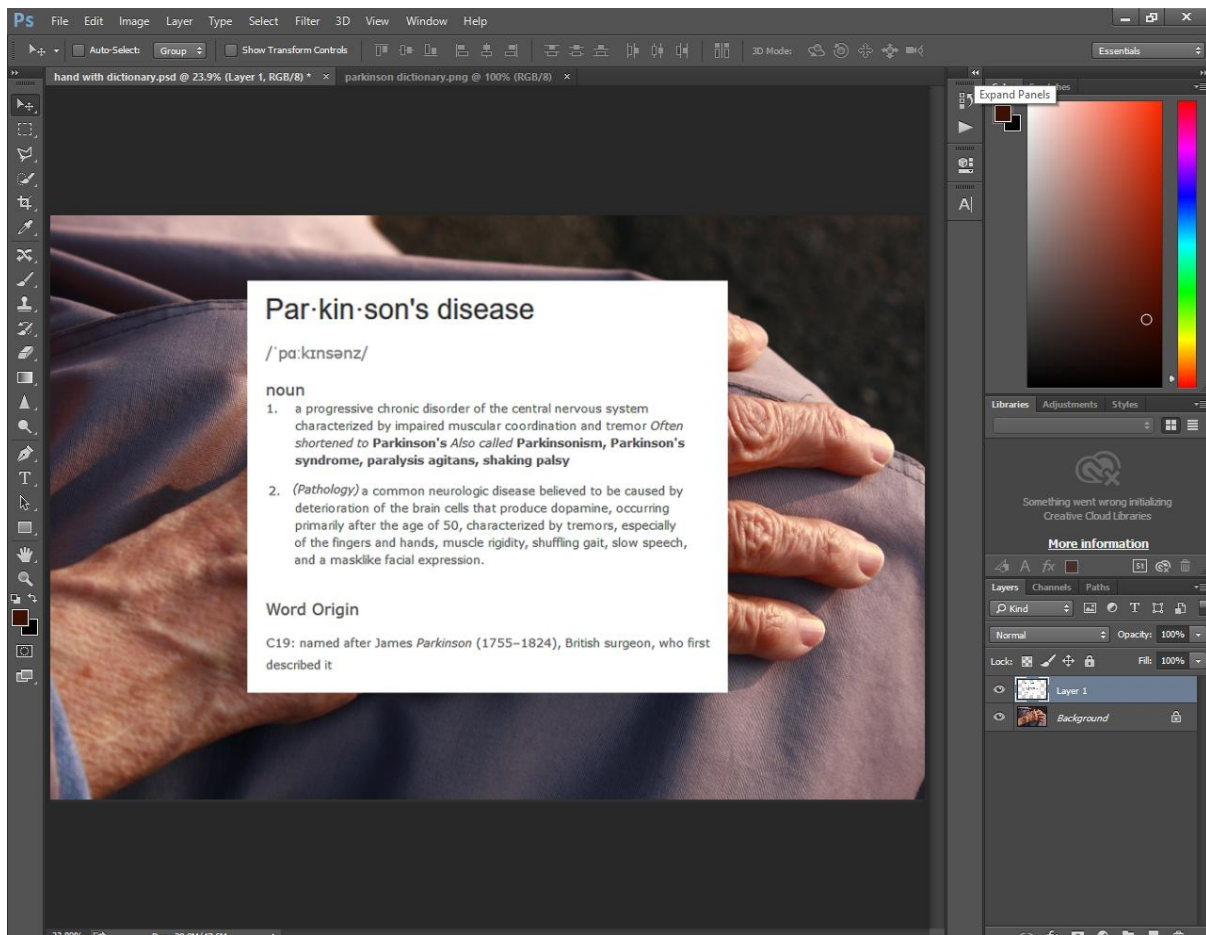 Ps File Edit Image Layer Type Select Filter 3D View Window Help
Auto-Select: Group Show Transform Controls 3D Mode: Essentials
hand with dictionary.psd @ 23.9% (Layer 1, RGB/8) * × parkinson dictionary.png @ 100% (RGB/8) ×
Expand Panels
Par·kin·son's disease
/ˈpɑːkɪnsənz/
noun
1. a progressive chronic disorder of the central nervous system
characterized by impaired muscular coordination and tremor Often
shortened to Parkinson's Also called Parkinsonism, Parkinson's
syndrome, paralysis agitans, shaking palsy
2. (Pathology) a common neurologic disease believed to be caused by
deterioration of the brain cells that produce dopamine, occurring
primarily after the age of 50, characterized by tremors, especially
of the fingers and hands, muscle rigidity, shuffling gait, slow speech,
and a masklike facial expression.
Word Origin
C19: named after James Parkinson (1755–1824), British surgeon, who first
described it
Libraries Adjustments Styles
Something went wrong initializing
Creative Cloud Libraries
More information
Layers Channels Paths
Kind
Normal Opacity: 100%
Lock: Fill: 100%
Layer 1
Background